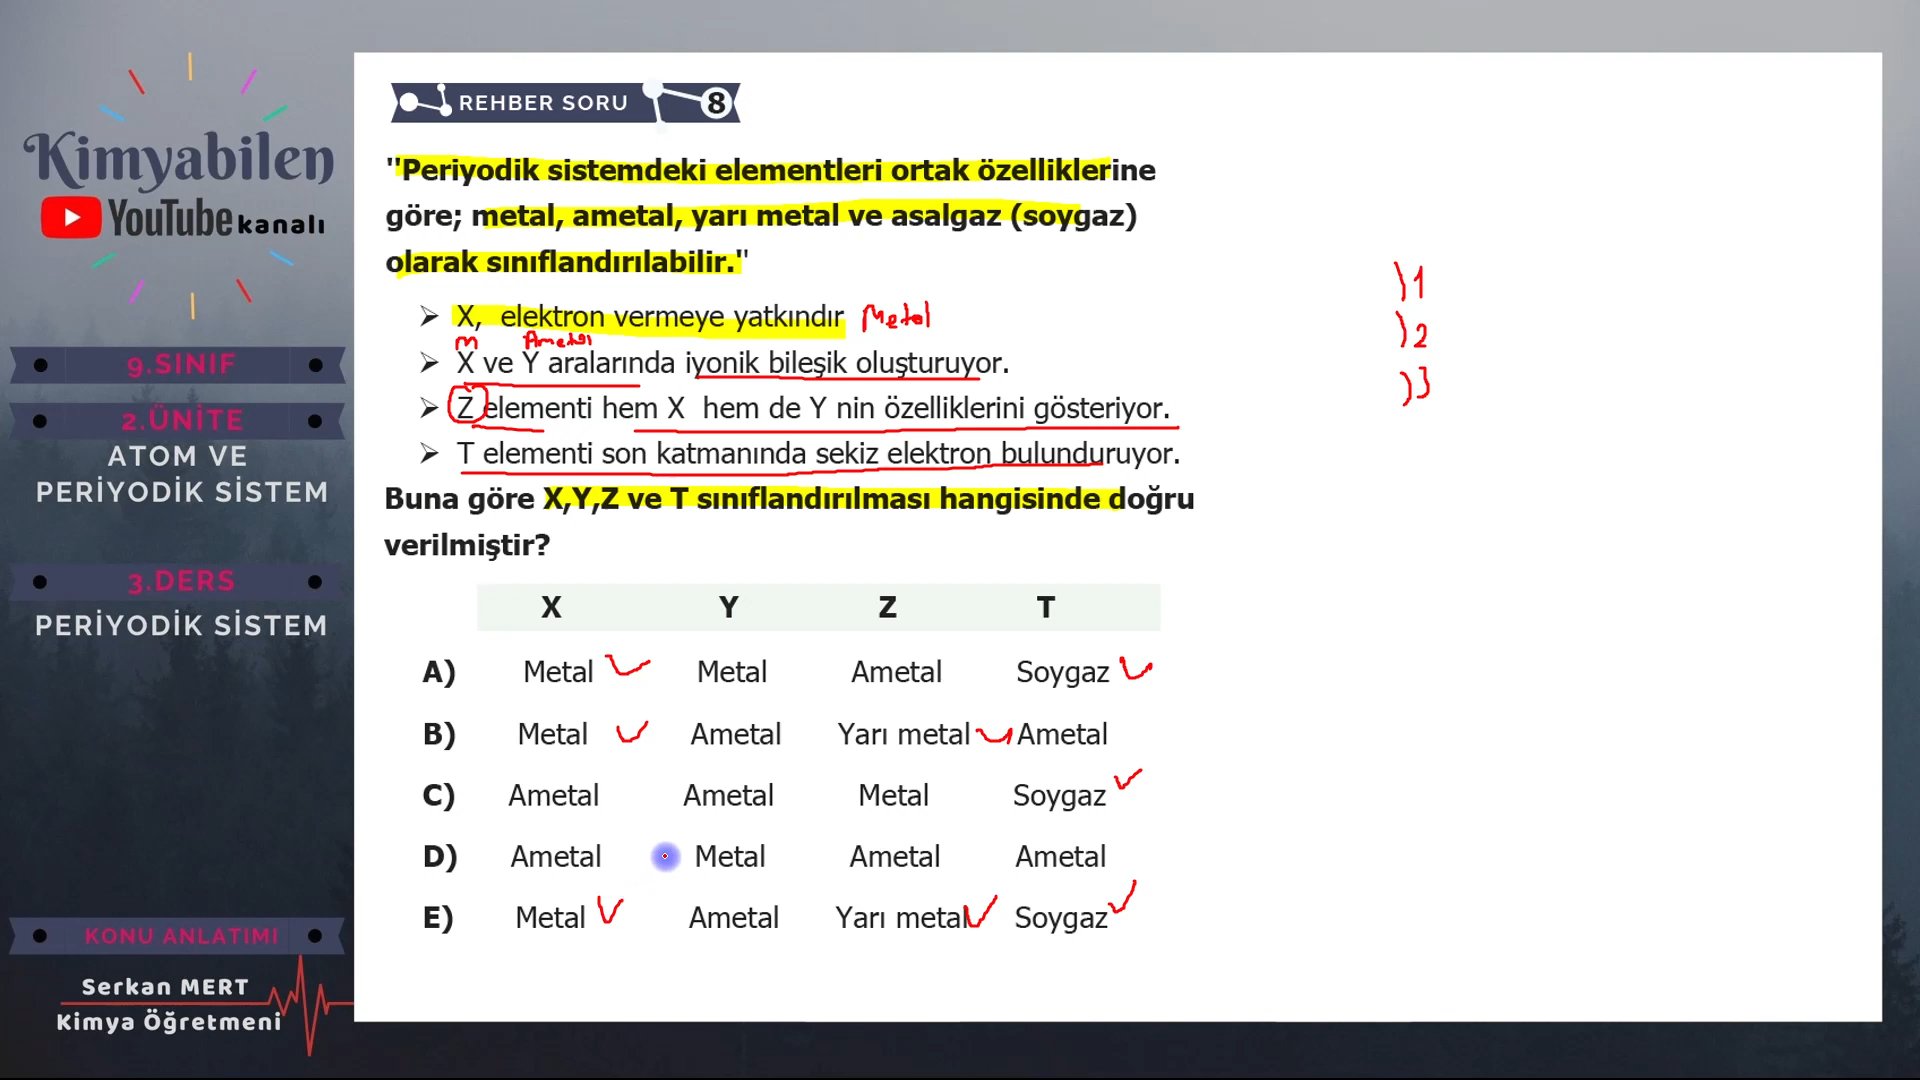 Kimyabilen
YouTube kanalı
9.SINIF
2.ÜNİTE
ATOM VE
PERİYODİK SİSTEM
3.DERS
PERİYODİK SİSTEM
KONU ANLATIMI
Serkan MERT
Kimya Öğretmeni
REHBER SORU 8
"Periyodik sistemdeki elementleri ortak özelliklerine
göre; metal, ametal, yarı metal ve asalgaz (soygaz)
olarak sınıflandırılabilir."
➢ X, elektron vermeye yatkındır Metal
m Ametal
➢ X ve Y aralarında iyonik bileşik oluşturuyor.
➢ Z elementi hem X hem de Y nin özelliklerini gösteriyor.
➢ T elementi son katmanında sekiz elektron bulunduruyor.
Buna göre X,Y,Z ve T sınıflandırılması hangisinde doğru
verilmiştir?
X Y Z T
A) Metal Metal Ametal Soygaz
B) Metal Ametal Yarı metal Ametal
C) Ametal Ametal Metal Soygaz
D) Ametal Metal Ametal Ametal
E) Metal Ametal Yarı metal Soygaz
)1
)2
)3